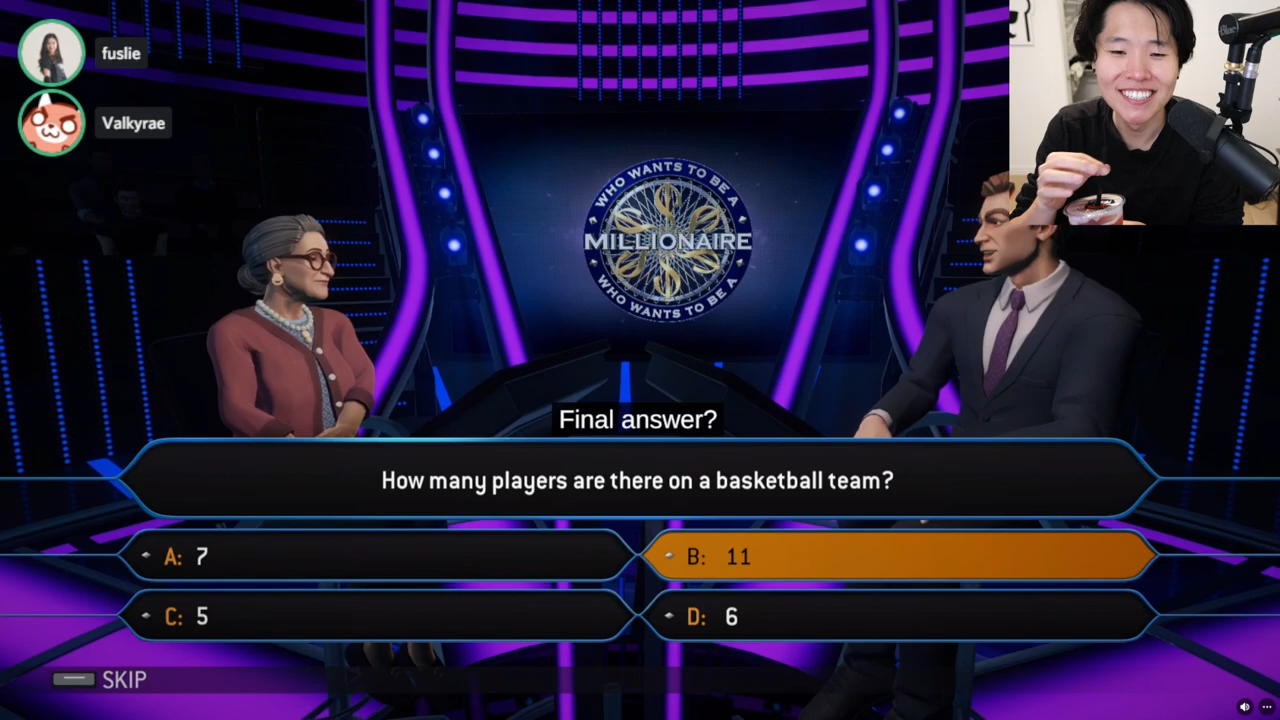 fuslie
Valkyrae
WHO WANTS TO BE A
MILLIONAIRE
WHO WANTS TO BE A
Final answer?
How many players are there on a basketball team?
A: 7
B: 11
C: 5
D: 6
SKIP